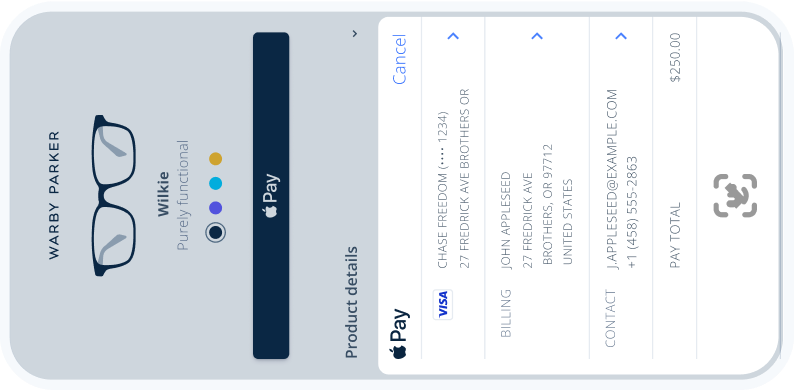 WARBY PARKER
Wilkie
Purely functional
Pay
Product details
Pay
Cancel
VISA
CHASE FREEDOM (•••• 1234)
27 FREDRICK AVE BROTHERS OR
BILLING
JOHN APPLESEED
27 FREDRICK AVE
BROTHERS, OR 97712
UNITED STATES
CONTACT
J.APPLESEED@EXAMPLE.COM
+1 (458) 555-2863
PAY TOTAL
$250.00